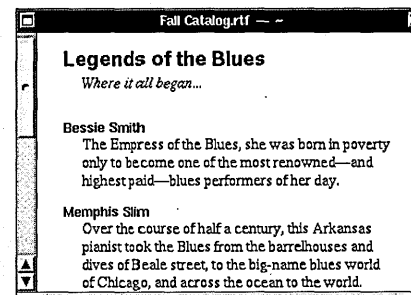 Fall Catalog.rtf — ~
Legends of the Blues
Where it all began...
Bessie Smith
The Empress of the Blues, she was born in poverty
only to become one of the most renowned—and
highest paid—blues performers of her day.
Memphis Slim
Over the course of half a century, this Arkansas
pianist took the Blues from the barrelhouses and
dives of Beale street, to the big-name blues world
of Chicago, and across the ocean to the world.